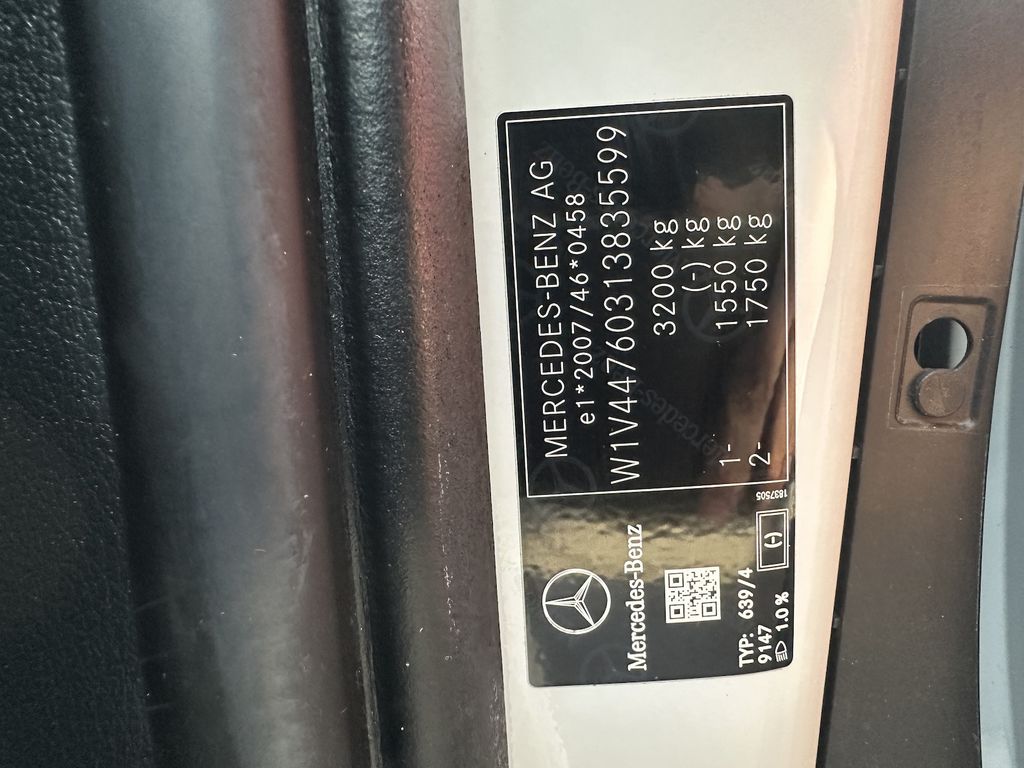 MERCEDES-BENZ AG
e1*2007/46*0458
W1V44760313835599
3200 kg
(-) kg
1- 1550 kg
2- 1750 kg
Mercedes-Benz
TYP: 639/4
9147
1.0 %
(-)
1837505